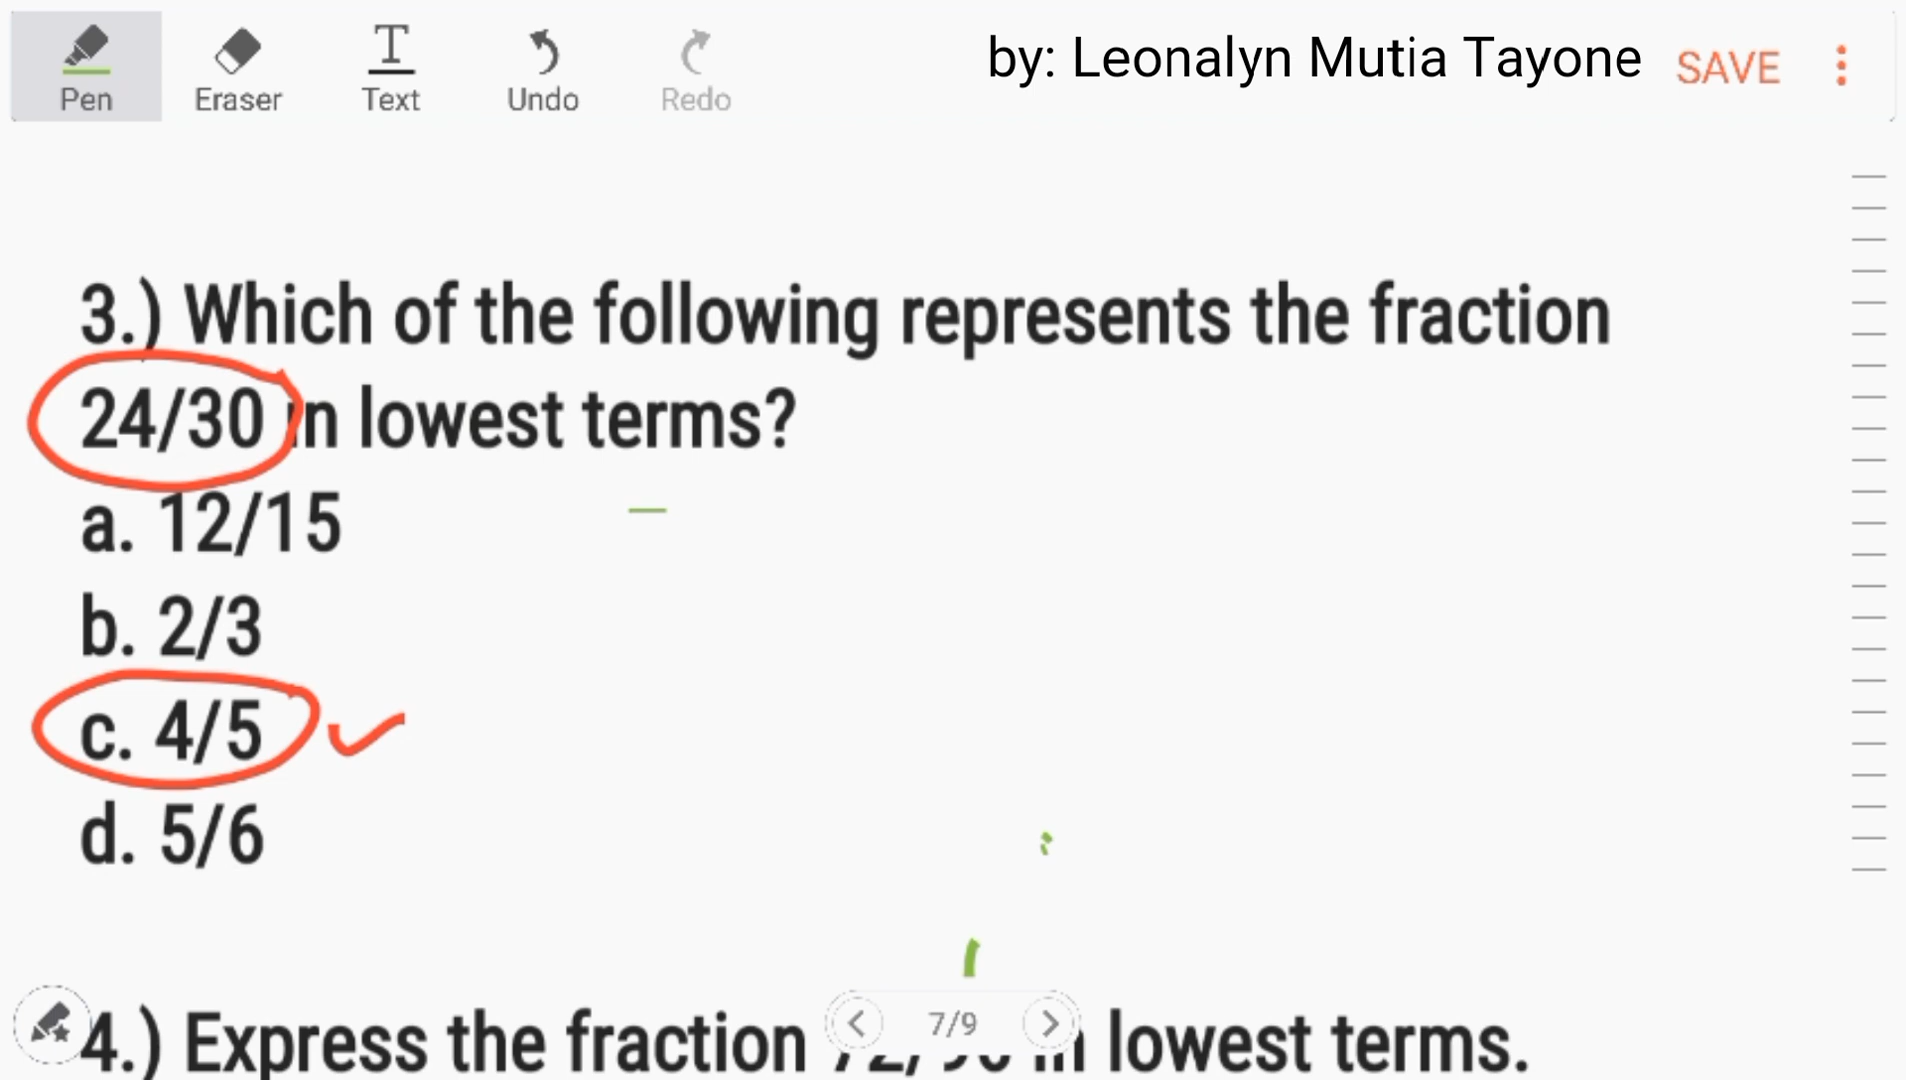 Pen
Eraser
Text
Undo
Redo
by: Leonalyn Mutia Tayone
SAVE
3.) Which of the following represents the fraction
24/30 in lowest terms?
a. 12/15
b. 2/3
c. 4/5
d. 5/6
7/9
4.) Express the fraction in lowest terms.